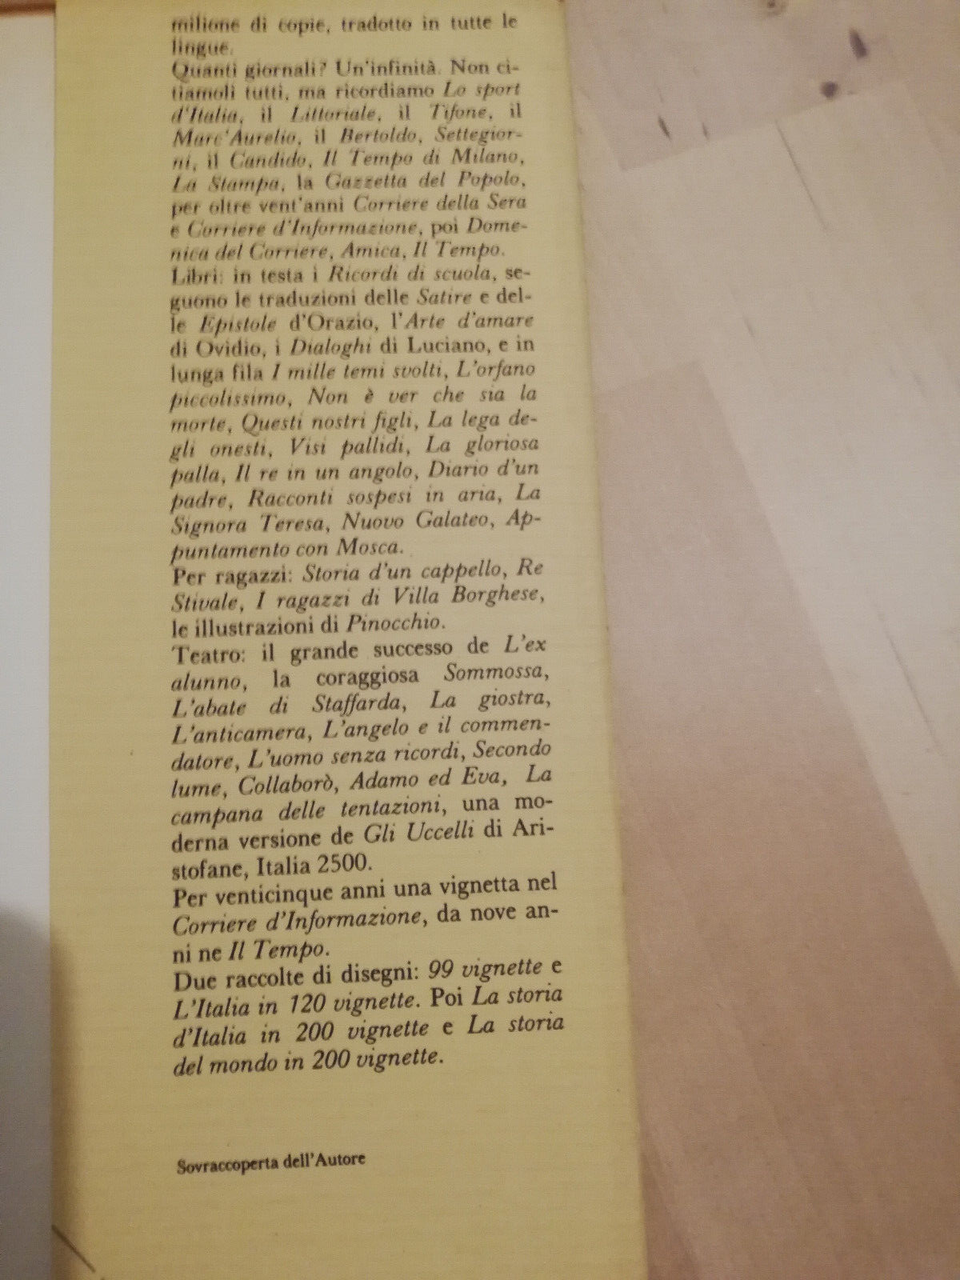 milione di copie, tradotto in tutte le
lingue.
Quanti giornali? Un'infinità. Non ci-
tiamoli tutti, ma ricordiamo Lo sport
d'Italia, il Littoriale, il Tifone, il
Marc'Aurelio, il Bertoldo, Settegior-
ni, il Candido, Il Tempo di Milano,
La Stampa, la Gazzetta del Popolo,
per oltre vent'anni Corriere della Sera
e Corriere d'Informazione, poi Dome-
nica del Corriere, Amica, Il Tempo.
Libri: in testa i Ricordi di scuola, se-
guono le traduzioni delle Satire e del-
le Epistole d'Orazio, l'Arte d'amare
di Ovidio, i Dialoghi di Luciano, e in
lunga fila I mille temi svolti, L'orfano
piccolissimo, Non è ver che sia la
morte, Questi nostri figli, La lega de-
gli onesti, Visi pallidi, La gloriosa
palla, Il re in un angolo, Diario d'un
padre, Racconti sospesi in aria, La
Signora Teresa, Nuovo Galateo, Ap-
puntamento con Mosca.
Per ragazzi: Storia d'un cappello, Re
Stivale, I ragazzi di Villa Borghese,
le illustrazioni di Pinocchio.
Teatro: il grande successo de L'ex
alunno, la coraggiosa Sommossa,
L'abate di Staffarda, La giostra,
L'anticamera, L'angelo e il commen-
datore, L'uomo senza ricordi, Secondo
lume, Collaborò, Adamo ed Eva, La
campana delle tentazioni, una mo-
derna versione de Gli Uccelli di Ari-
stofane, Italia 2500.
Per venticinque anni una vignetta nel
Corriere d'Informazione, da nove an-
ni ne Il Tempo.
Due raccolte di disegni: 99 vignette e
L'Italia in 120 vignette. Poi La storia
d'Italia in 200 vignette e La storia
del mondo in 200 vignette.
Sovraccoperta dell'Autore